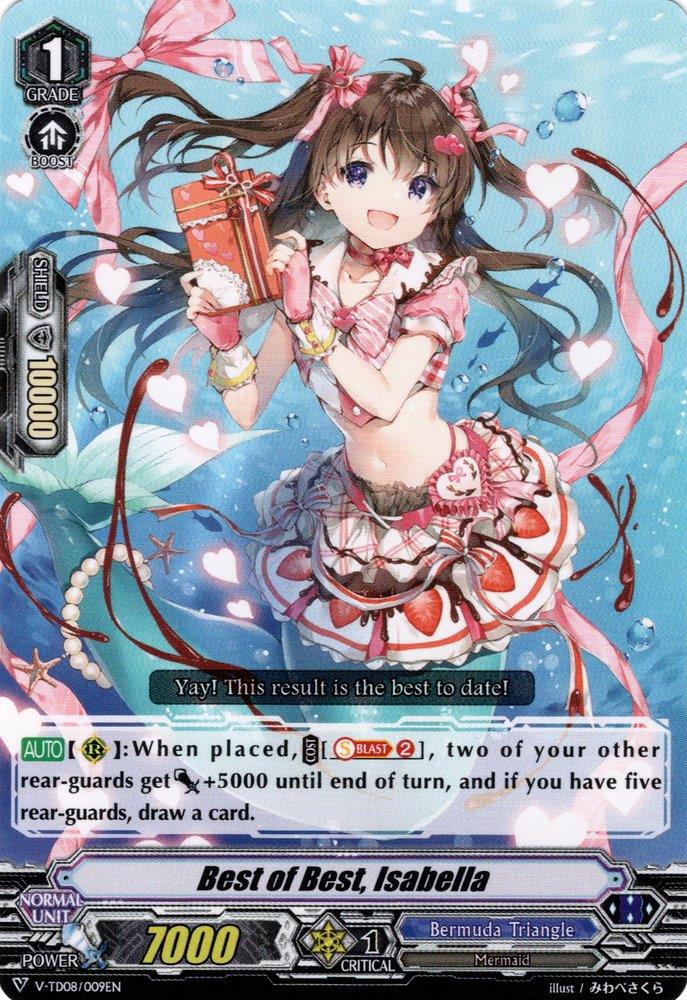 1
GRADE
BOOST
SHIELD 10000
Yay! This result is the best to date!
AUTO[R]:When placed, COST[S BLAST 2], two of your other
rear-guards get +5000 until end of turn, and if you have five
rear-guards, draw a card.
Best of Best, Isabella
NORMAL
UNIT
POWER 7000
1
CRITICAL
Bermuda Triangle
Mermaid
V-TD08/009EN
illust / みわべさくら